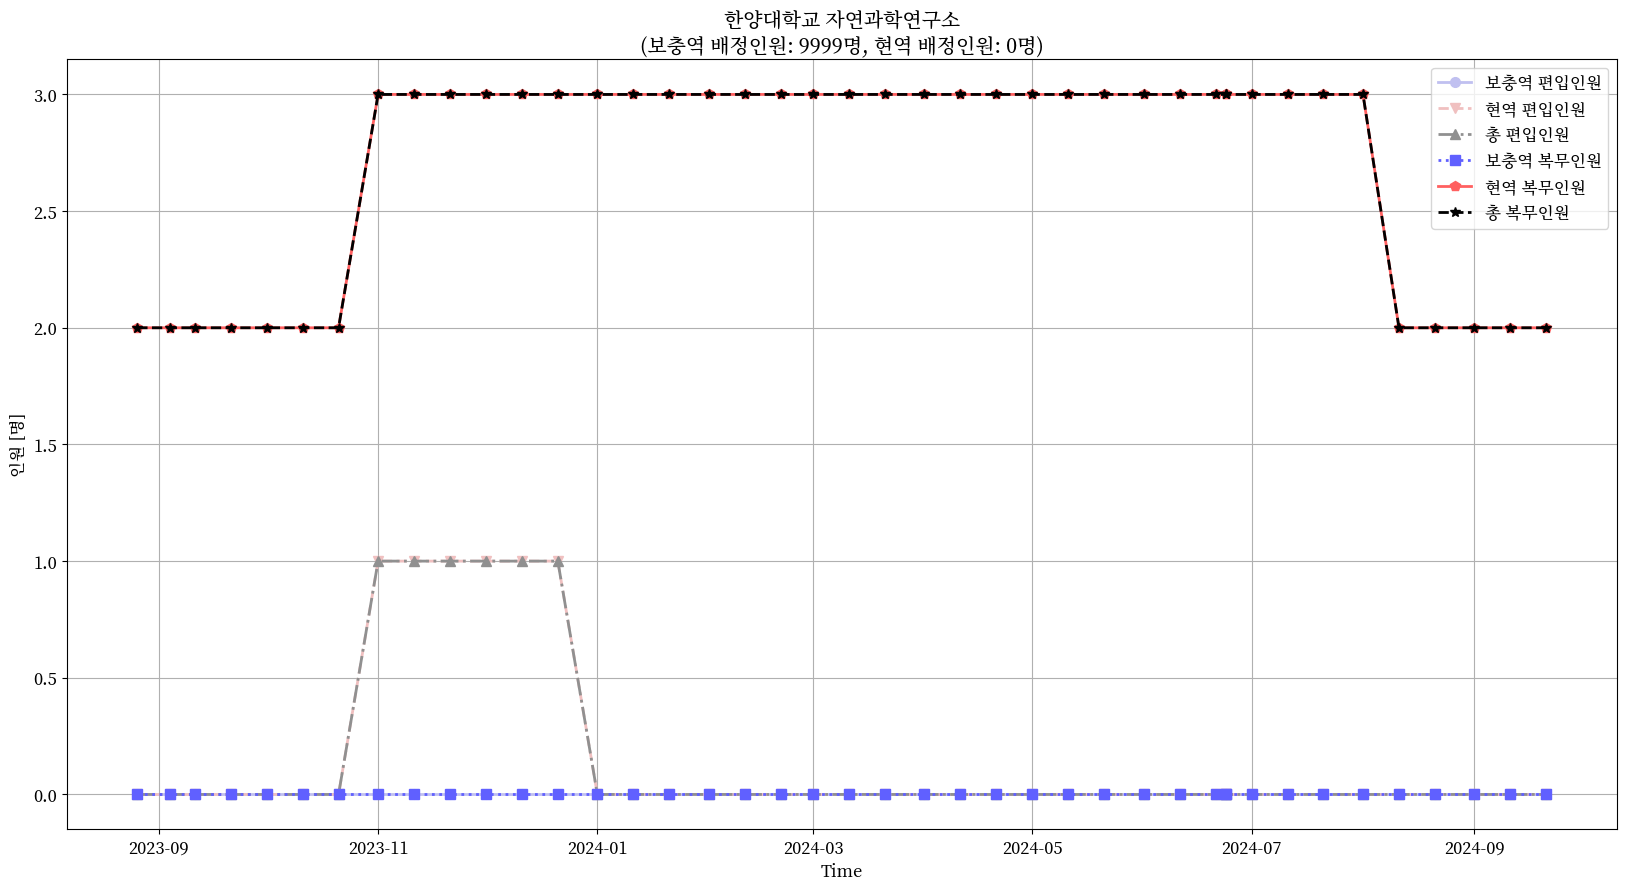 한양대학교 자연과학연구소
(보충역 배정인원: 9999명, 현역 배정인원: 0명)
보충역 편입인원
현역 편입인원
총 편입인원
보충역 복무인원
현역 복무인원
총 복무인원
3.0
2.5
2.0
1.5
1.0
0.5
0.0
인원 [명]
2023-09
2023-11
2024-01
2024-03
2024-05
2024-07
2024-09
Time